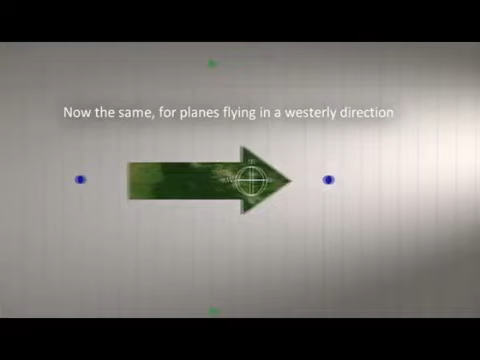 Now the same, for planes flying in a westerly direction